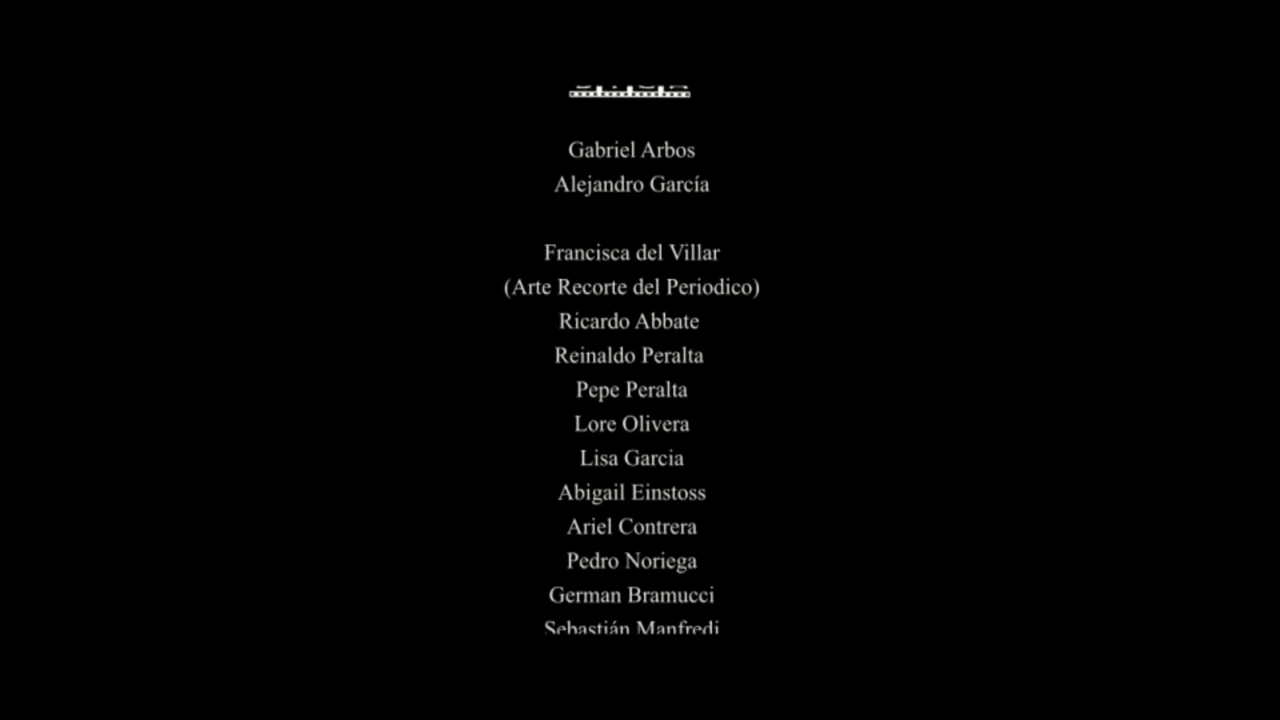 Gabriel Arbos
Alejandro García
Francisca del Villar
(Arte Recorte del Periodico)
Ricardo Abbate
Reinaldo Peralta
Pepe Peralta
Lore Olivera
Lisa Garcia
Abigail Einstoss
Ariel Contrera
Pedro Noriega
German Bramucci
Sebastián Manfredi